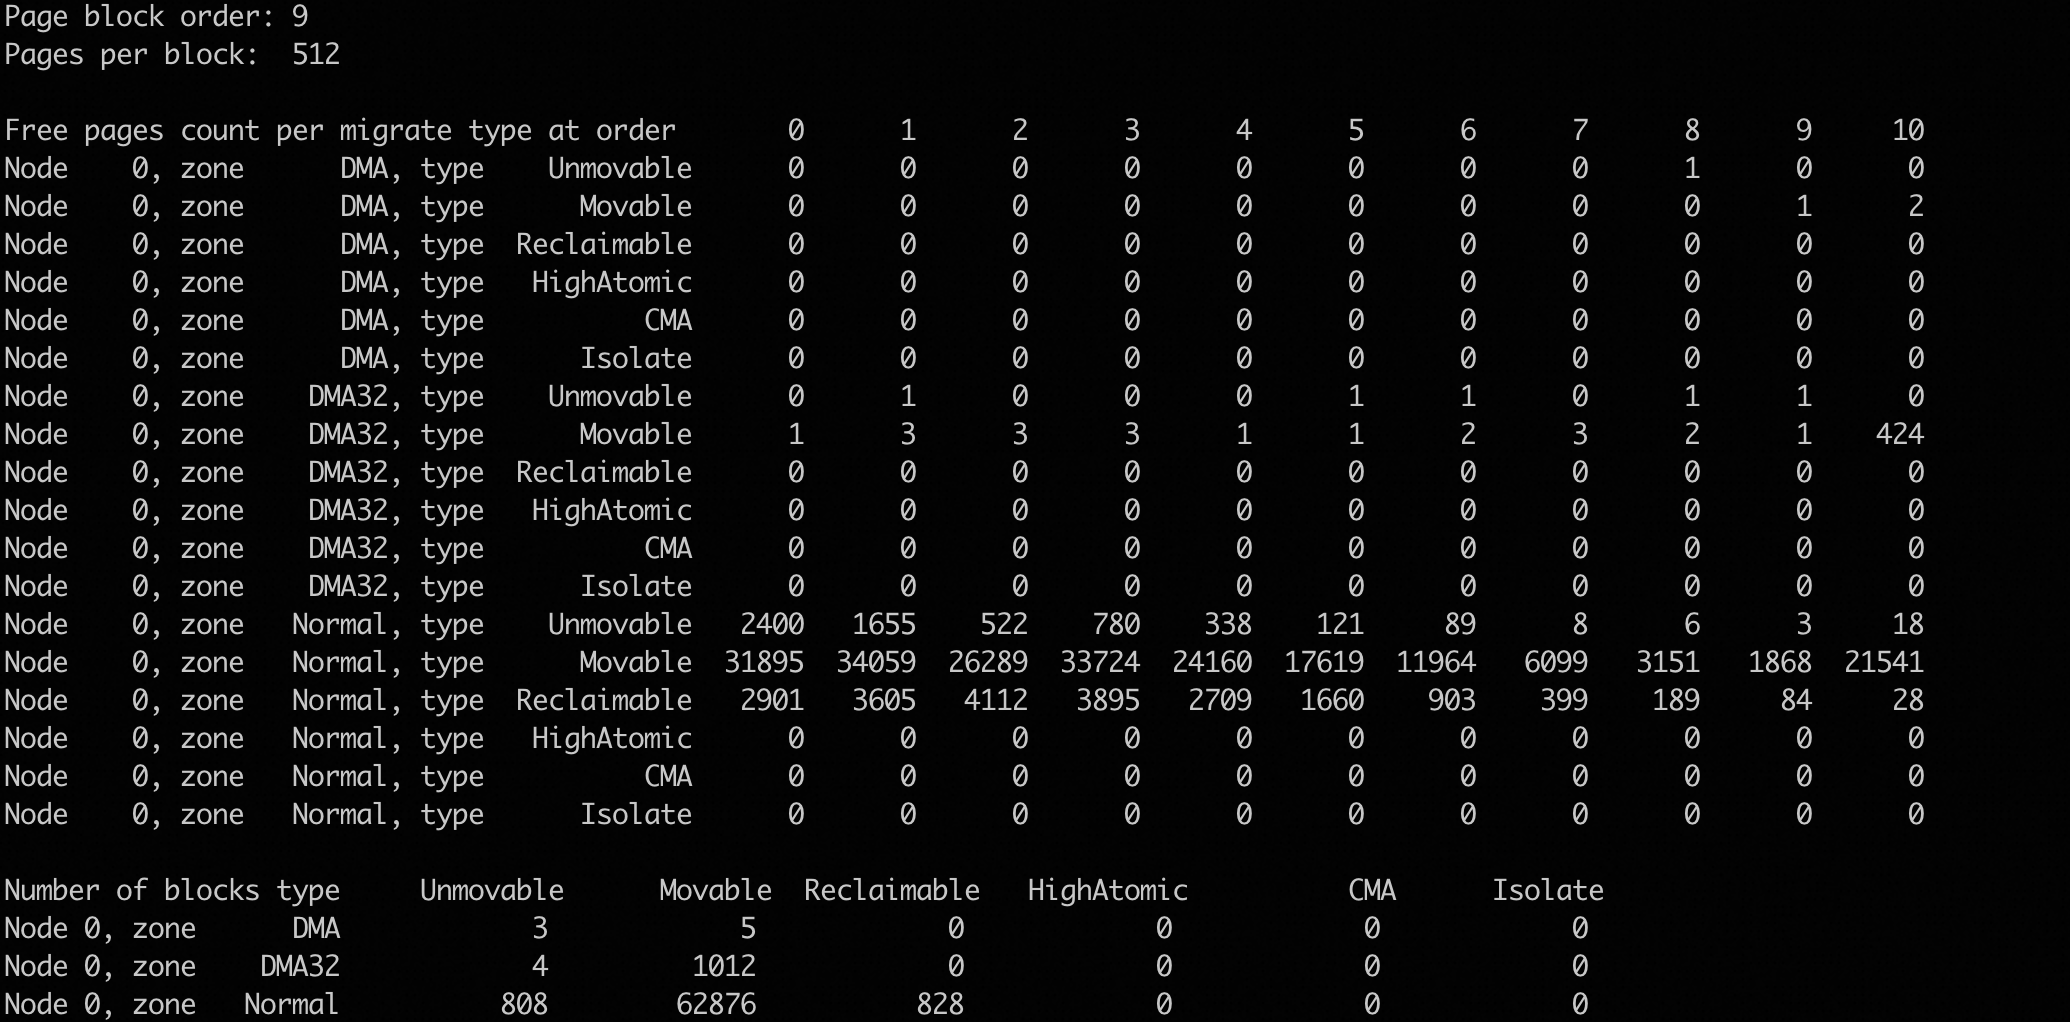 Page block order: 9
Pages per block:  512

Free pages count per migrate type at order       0      1      2      3      4      5      6      7      8      9     10
Node    0, zone      DMA, type    Unmovable      0      0      0      0      0      0      0      0      1      0      0
Node    0, zone      DMA, type      Movable      0      0      0      0      0      0      0      0      0      1      2
Node    0, zone      DMA, type  Reclaimable      0      0      0      0      0      0      0      0      0      0      0
Node    0, zone      DMA, type   HighAtomic      0      0      0      0      0      0      0      0      0      0      0
Node    0, zone      DMA, type          CMA      0      0      0      0      0      0      0      0      0      0      0
Node    0, zone      DMA, type      Isolate      0      0      0      0      0      0      0      0      0      0      0
Node    0, zone    DMA32, type    Unmovable      0      1      0      0      0      1      1      0      1      1      0
Node    0, zone    DMA32, type      Movable      1      3      3      3      1      1      2      3      2      1    424
Node    0, zone    DMA32, type  Reclaimable      0      0      0      0      0      0      0      0      0      0      0
Node    0, zone    DMA32, type   HighAtomic      0      0      0      0      0      0      0      0      0      0      0
Node    0, zone    DMA32, type          CMA      0      0      0      0      0      0      0      0      0      0      0
Node    0, zone    DMA32, type      Isolate      0      0      0      0      0      0      0      0      0      0      0
Node    0, zone   Normal, type    Unmovable   2400   1655    522    780    338    121     89      8      6      3     18
Node    0, zone   Normal, type      Movable  31895  34059  26289  33724  24160  17619  11964   6099   3151   1868  21541
Node    0, zone   Normal, type  Reclaimable   2901   3605   4112   3895   2709   1660    903    399    189     84     28
Node    0, zone   Normal, type   HighAtomic      0      0      0      0      0      0      0      0      0      0      0
Node    0, zone   Normal, type          CMA      0      0      0      0      0      0      0      0      0      0      0
Node    0, zone   Normal, type      Isolate      0      0      0      0      0      0      0      0      0      0      0

Number of blocks type     Unmovable      Movable  Reclaimable   HighAtomic          CMA      Isolate
Node 0, zone      DMA            3            5            0            0            0            0
Node 0, zone    DMA32            4         1012            0            0            0            0
Node 0, zone   Normal          808        62876          828            0            0            0